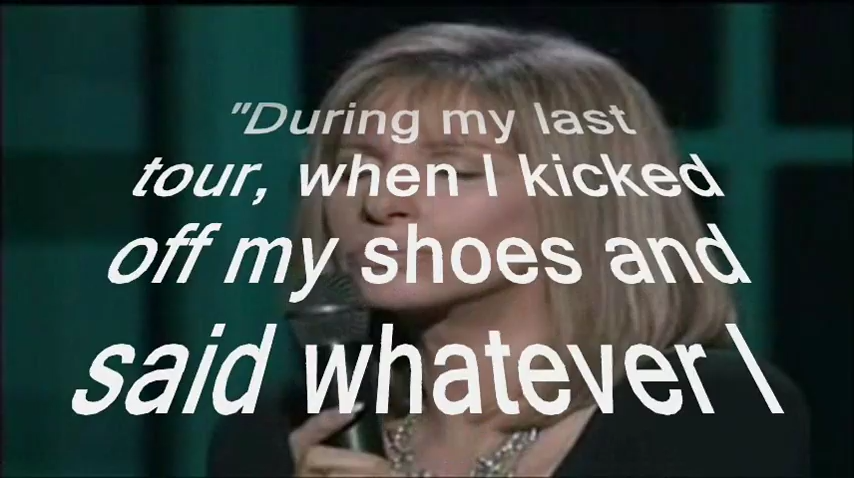 "During my last
tour, when I kicked
off my shoes and
said whatever I